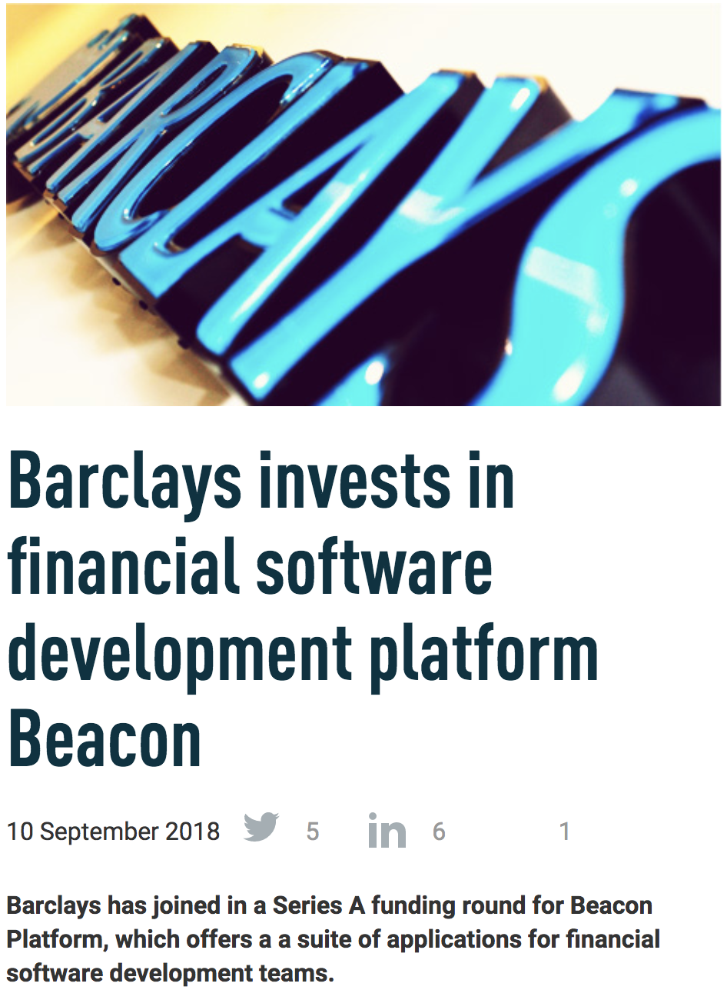 BARCLAYS
Barclays invests in
financial software
development platform
Beacon
10 September 2018 5 in 6 1
Barclays has joined in a Series A funding round for Beacon
Platform, which offers a a suite of applications for financial
software development teams.